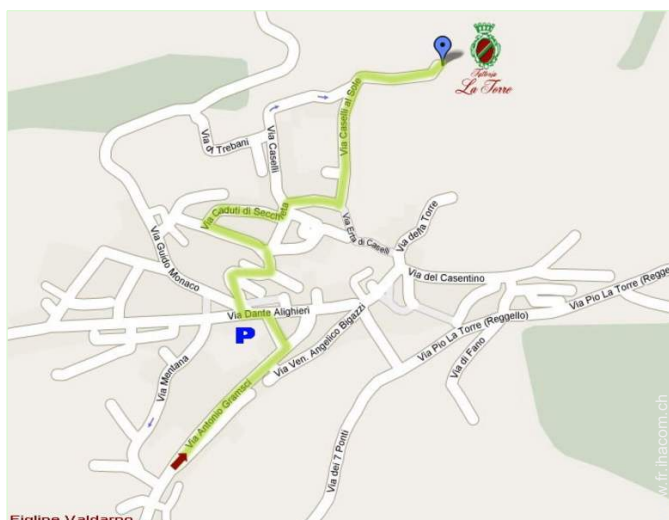 Fattoria
La Torre
Via di Trebani
Via Caselli
Via Caselli al Sole
Via Caduti di Seccheta
Via Erta di Caselli
Via della Torre
Via Guido Monaco
Via del Casentino
Via Pio La Torre (Regge
Via Dante Alighieri
P
Via Ven. Angelico Bigazzi
Via Pio La Torre (Reggello)
Via di Fano
Via Mentana
Via Antonio Gramsci
Via dei 7 Ponti
www.fr.ihacom.ch